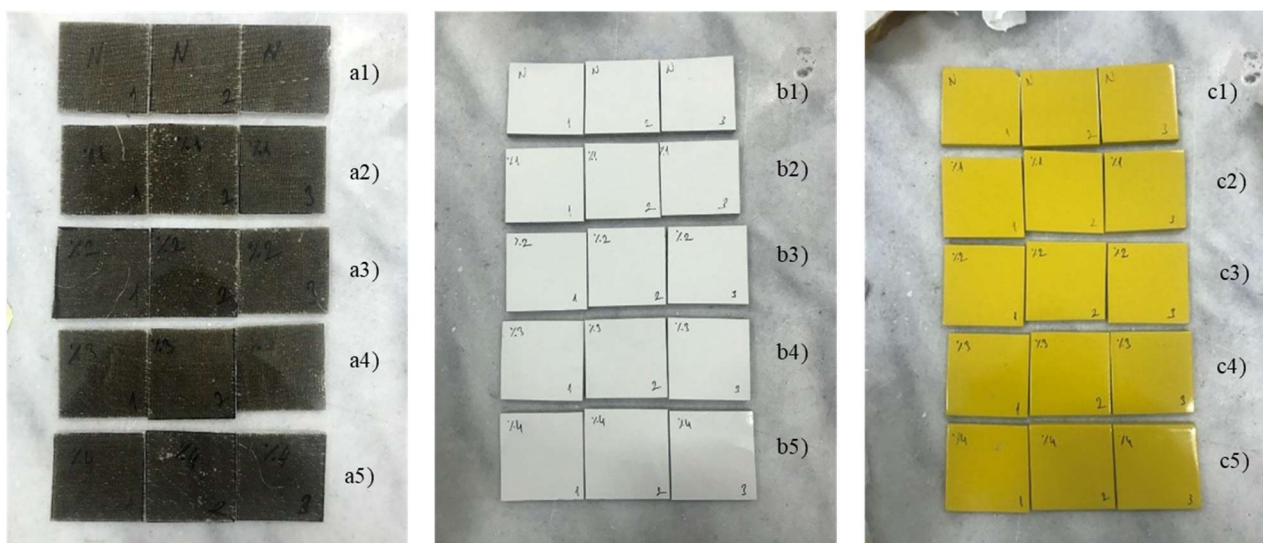 N N N
a1)
1 2
%1 %1 %1
a2)
1 2 3
%2 %2 %2
a3)
1 2 3
%3 %3 %3
a4)
1 2
%4 %4 %4
a5)
2 3
N N N
b1)
1 2 3
%1 %1 %1
b2)
1 2 3
%2 %2 %2
b3)
1 2 3
%3 %3 %3
b4)
1 2 3
%4 %4 %4
b5)
1 2 3
N N N
c1)
1 2 3
%1 %1 %1
c2)
1 2 3
%2 %2 %2
c3)
1 2 3
%3 %3 %3
c4)
1 2 3
%4 %4 %4
c5)
1 2 3